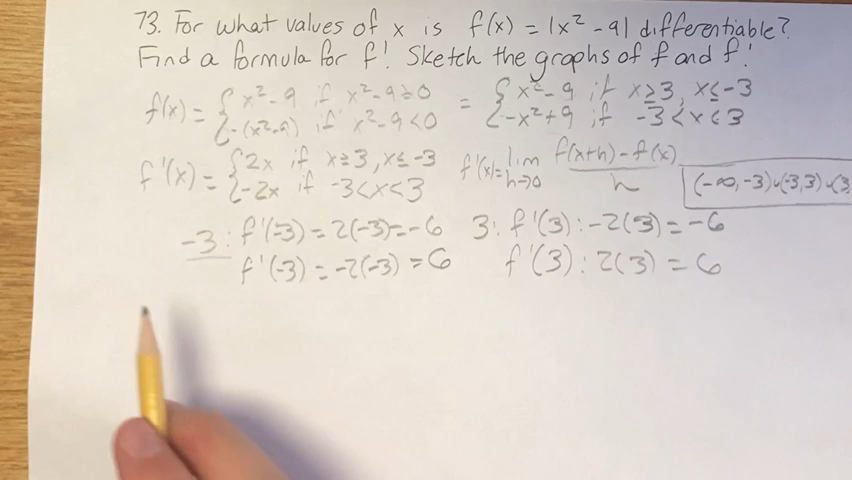 73. For what values of x is f(x) = |x² - 9| differentiable?
Find a formula for f'. Sketch the graphs of f and f'.
f(x) = { x² - 9 if x² - 9 ≥ 0 = { x² - 9 if x ≥ 3, x ≤ -3
-(x² - 9) if x² - 9 < 0 -x² + 9 if -3 < x < 3
f'(x) = { 2x if x ≥ 3, x ≤ -3 f'(x) = lim h→0 f(x+h) - f(x) / h
-2x if -3 < x < 3 (-∞, -3) ∪ (-3, 3) ∪ (3,
-3: f'(-3) = 2(-3) = -6 3: f'(3): -2(3) = -6
f'(-3) = -2(-3) = 6 f'(3): 2(3) = 6